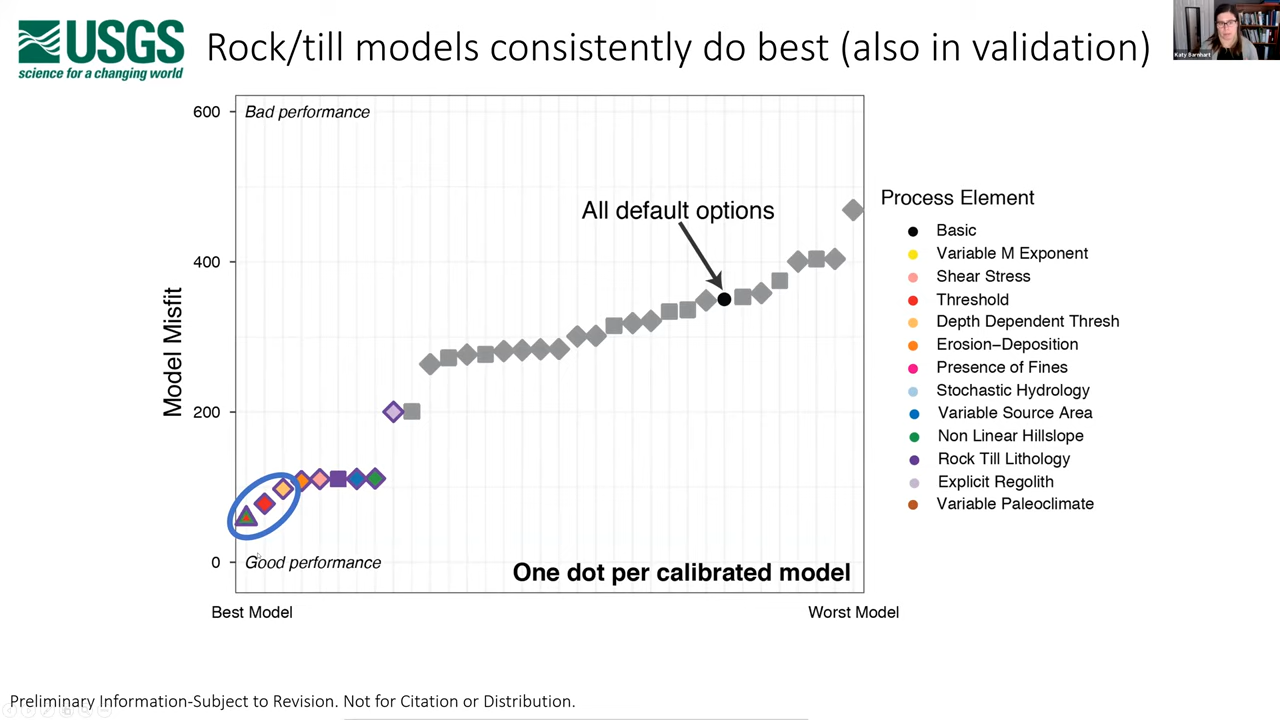 USGS
science for a changing world
Rock/till models consistently do best (also in validation)
Katy Barnhart
600
Bad performance
All default options
400
Model Misfit
200
0
Good performance
One dot per calibrated model
Best Model
Worst Model
Process Element
Basic
Variable M Exponent
Shear Stress
Threshold
Depth Dependent Thresh
Erosion−Deposition
Presence of Fines
Stochastic Hydrology
Variable Source Area
Non Linear Hillslope
Rock Till Lithology
Explicit Regolith
Variable Paleoclimate
Preliminary Information-Subject to Revision. Not for Citation or Distribution.